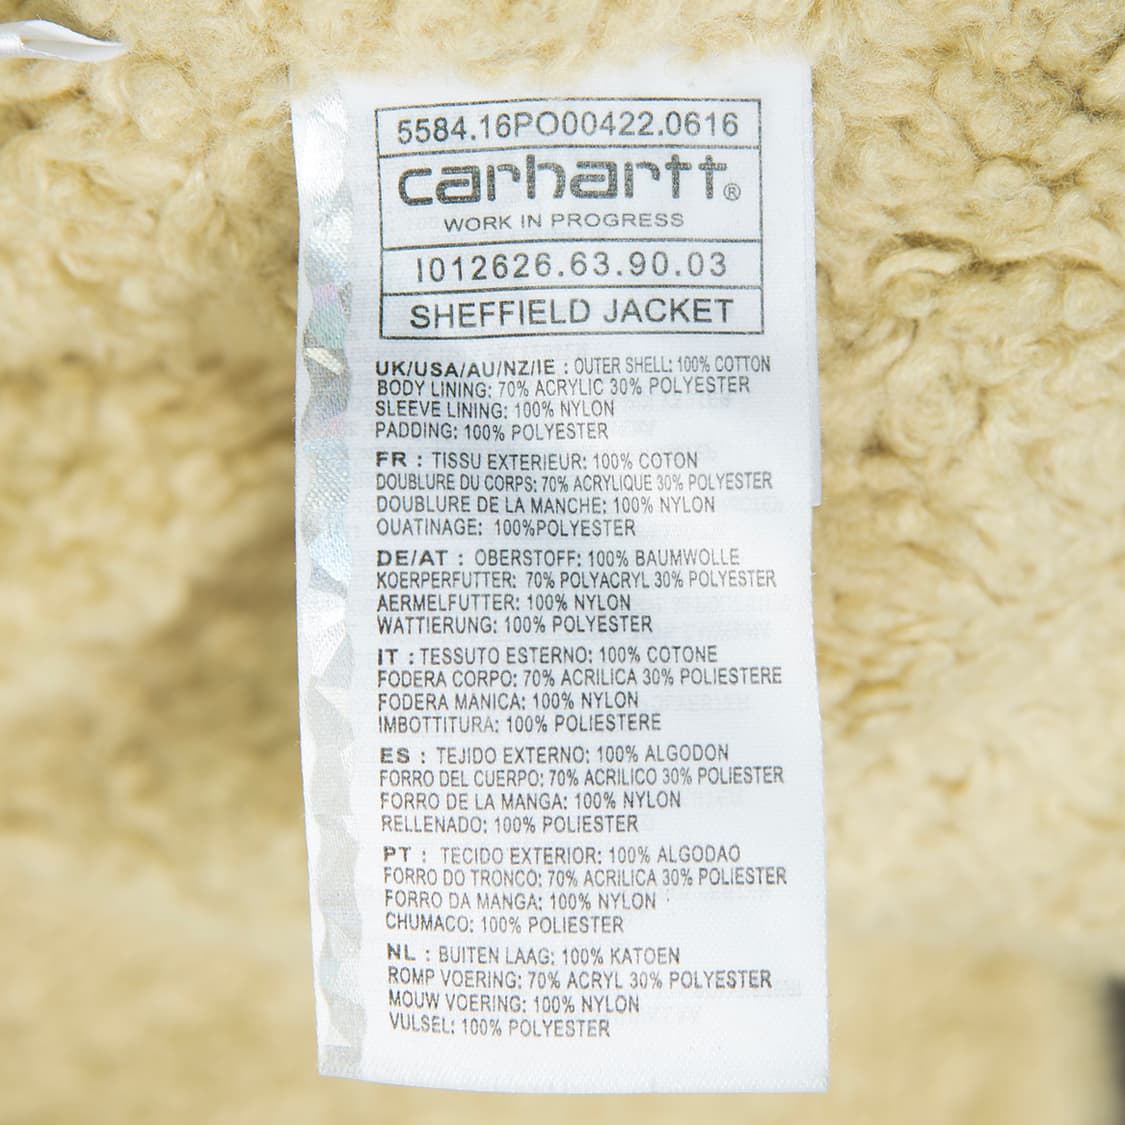 5584.16PO00422.0616
carhartt®
WORK IN PROGRESS
I012626.63.90.03
SHEFFIELD JACKET
UK/USA/AU/NZ/IE : OUTER SHELL: 100% COTTON
BODY LINING: 70% ACRYLIC 30% POLYESTER
SLEEVE LINING: 100% NYLON
PADDING: 100% POLYESTER
FR : TISSU EXTERIEUR: 100% COTON
DOUBLURE DU CORPS: 70% ACRYLIQUE 30% POLYESTER
DOUBLURE DE LA MANCHE: 100% NYLON
OUATINAGE: 100%POLYESTER
DE/AT : OBERSTOFF: 100% BAUMWOLLE
KOERPERFUTTER: 70% POLYACRYL 30% POLYESTER
AERMELFUTTER: 100% NYLON
WATTIERUNG: 100% POLYESTER
IT : TESSUTO ESTERNO: 100% COTONE
FODERA CORPO: 70% ACRILICA 30% POLIESTERE
FODERA MANICA: 100% NYLON
IMBOTTITURA: 100% POLIESTERE
ES : TEJIDO EXTERNO: 100% ALGODON
FORRO DEL CUERPO: 70% ACRILICO 30% POLIESTER
FORRO DE LA MANGA: 100% NYLON
RELLENADO: 100% POLIESTER
PT : TECIDO EXTERIOR: 100% ALGODAO
FORRO DO TRONCO: 70% ACRILICA 30% POLIESTER
FORRO DA MANGA: 100% NYLON
CHUMACO: 100% POLIESTER
NL : BUITEN LAAG: 100% KATOEN
ROMP VOERING: 70% ACRYL 30% POLYESTER
MOUW VOERING: 100% NYLON
VULSEL: 100% POLYESTER